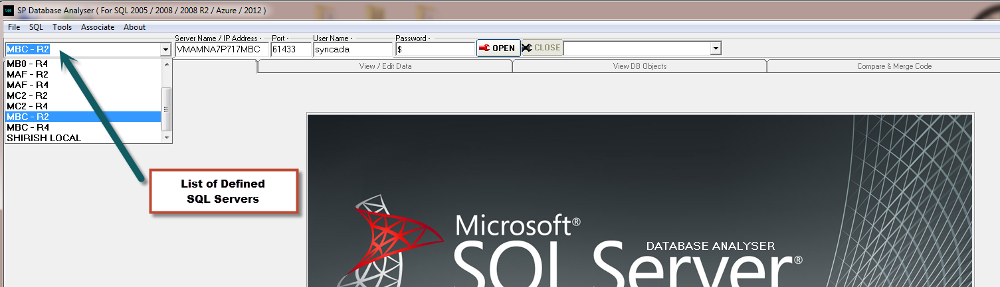 SP Database Analyser ( For SQL 2005 / 2008 / 2008 R2 / Azure / 2012 )
File SQL Tools Associate About
Server Name / IP Address - Port - User Name - Password -
MBC - R2 VMAMNA7P717MBC 61433 syncada $ OPEN CLOSE
MB0 - R4
MAF - R2
MAF - R4
MC2 - R2
MC2 - R4
MBC - R2
MBC - R4
SHIRISH LOCAL
View / Edit Data View DB Objects Compare & Merge Code
List of Defined
SQL Servers
Microsoft®
SQL Server®
DATABASE ANALYSER